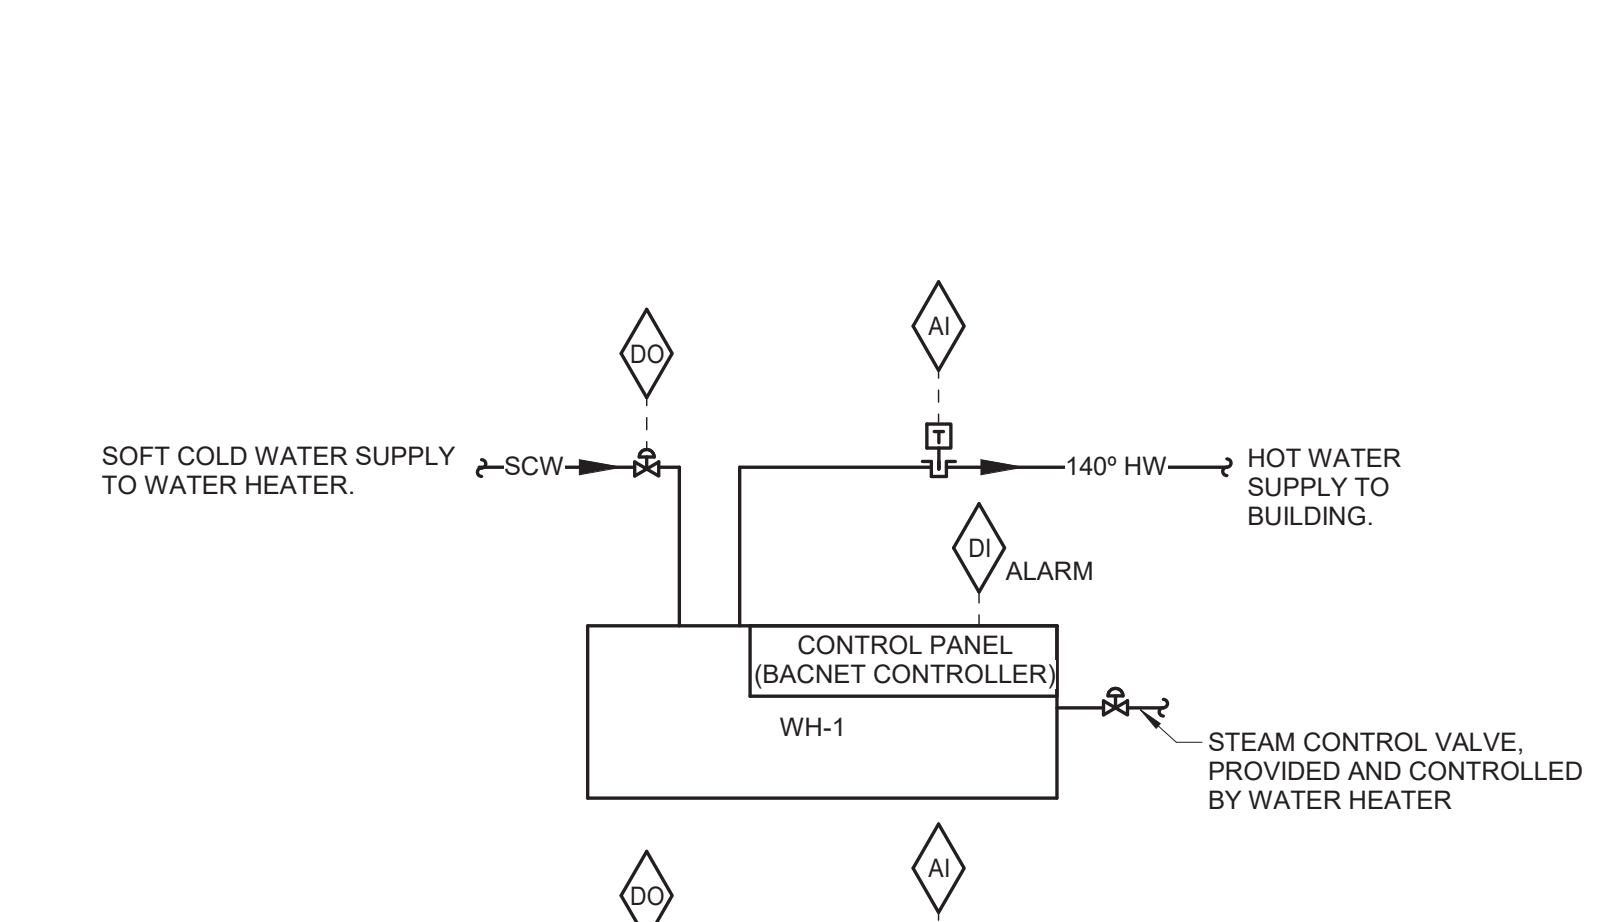 AI
DO
SOFT COLD WATER SUPPLY
TO WATER HEATER.
SCW
T
140º HW
HOT WATER
SUPPLY TO
BUILDING.
DI
ALARM
CONTROL PANEL
(BACNET CONTROLLER)
WH-1
STEAM CONTROL VALVE,
PROVIDED AND CONTROLLED
BY WATER HEATER
AI
DO